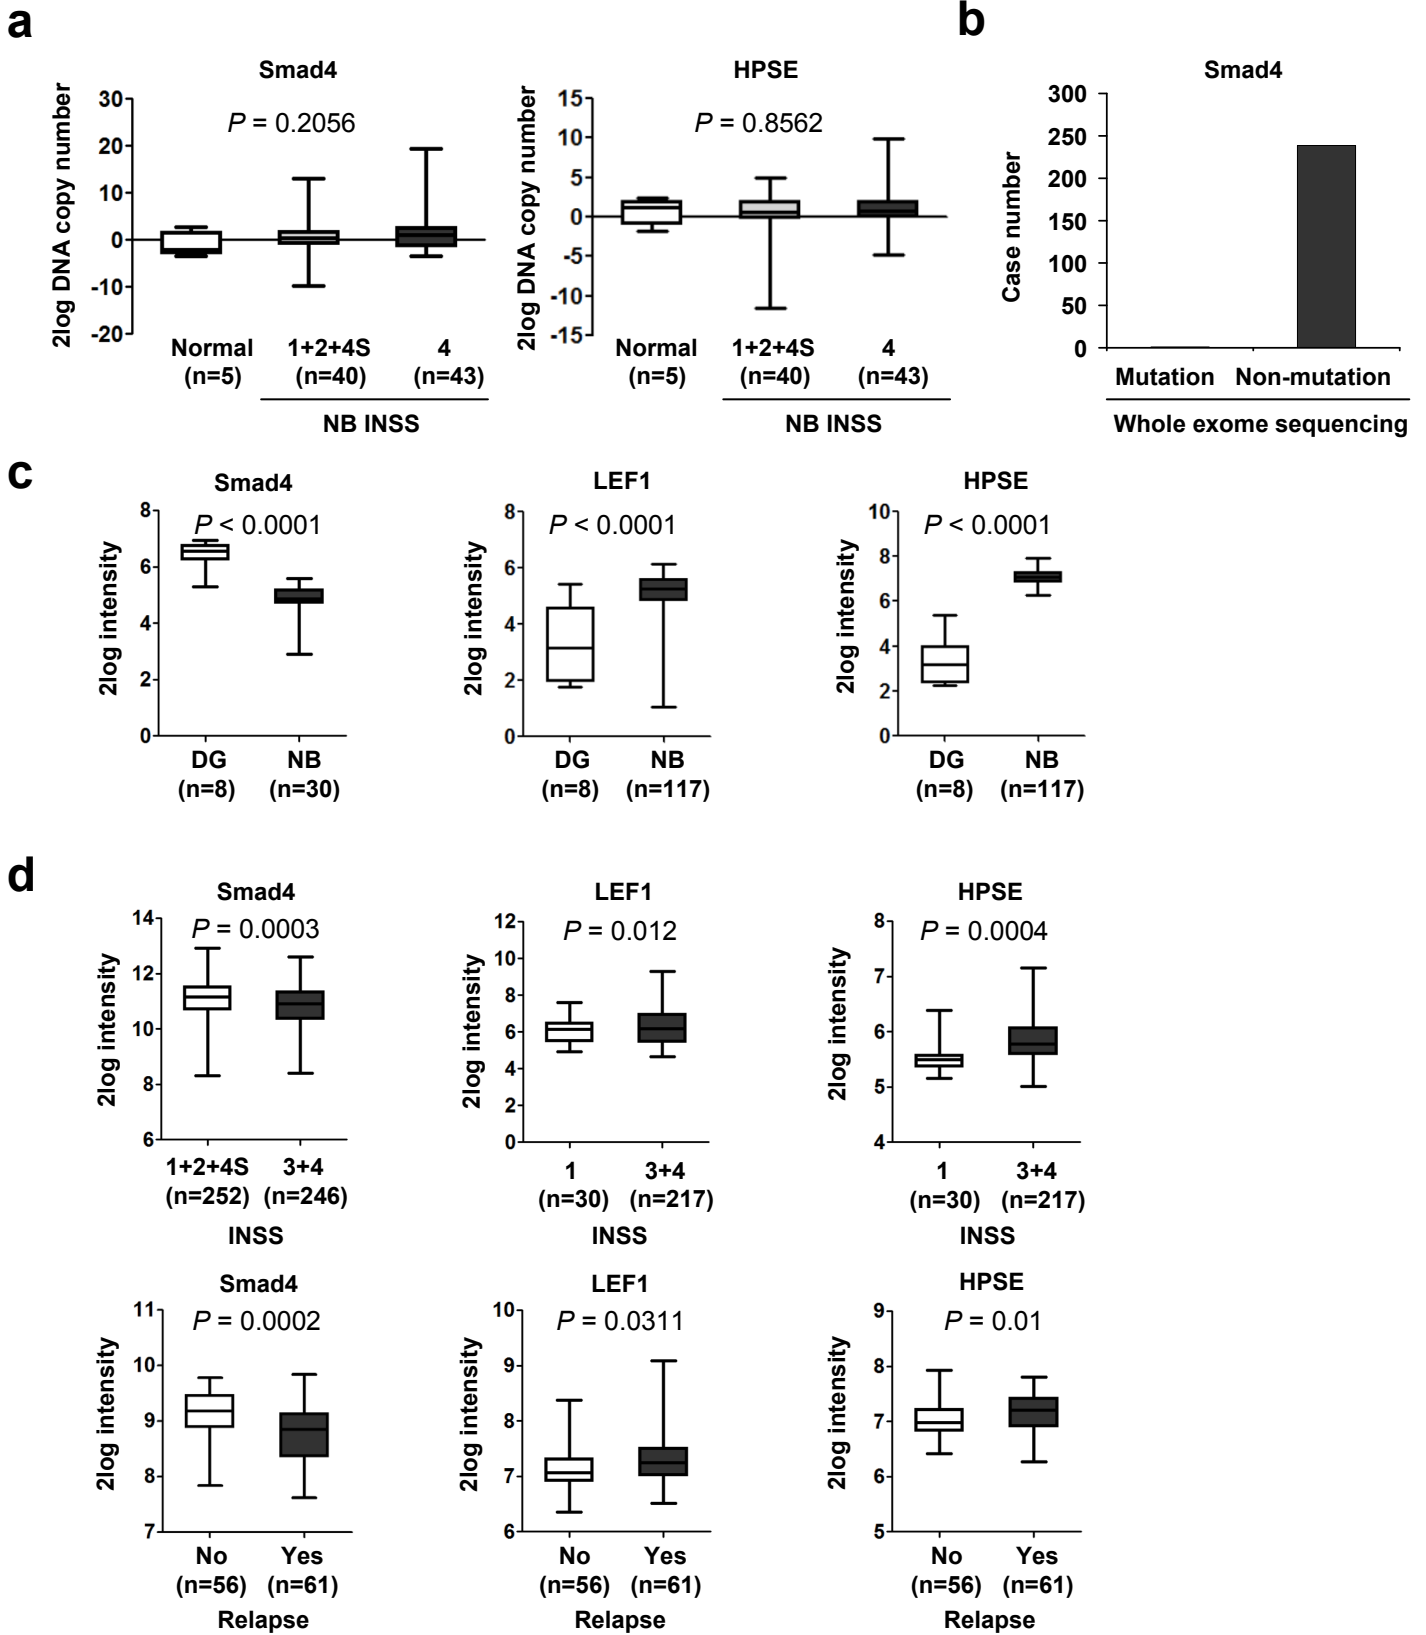 a
b
Smad4
HPSE
Smad4
2log DNA copy number
30
20
10
0
-10
-20
P = 0.2056
Normal 1+2+4S 4
(n=5) (n=40) (n=43)
NB INSS
2log DNA copy number
15
10
5
0
-5
-10
-15
P = 0.8562
Normal 1+2+4S 4
(n=5) (n=40) (n=43)
NB INSS
Case number
300
250
200
150
100
50
0
Mutation Non-mutation
Whole exome sequencing
c
Smad4
P < 0.0001
2log intensity
8
6
4
2
0
DG NB
(n=8) (n=30)
LEF1
P < 0.0001
2log intensity
8
6
4
2
0
DG NB
(n=8) (n=117)
HPSE
P < 0.0001
2log intensity
10
8
6
4
2
0
DG NB
(n=8) (n=117)
d
Smad4
P = 0.0003
2log intensity
14
12
10
8
6
1+2+4S 3+4
(n=252) (n=246)
INSS
LEF1
P = 0.012
2log intensity
12
10
8
6
4
2
0
1 3+4
(n=30) (n=217)
INSS
HPSE
P = 0.0004
2log intensity
8
7
6
5
4
1 3+4
(n=30) (n=217)
INSS
Smad4
P = 0.0002
2log intensity
11
10
9
8
7
No Yes
(n=56) (n=61)
Relapse
LEF1
P = 0.0311
2log intensity
10
9
8
7
6
No Yes
(n=56) (n=61)
Relapse
HPSE
P = 0.01
2log intensity
9
8
7
6
5
No Yes
(n=56) (n=61)
Relapse